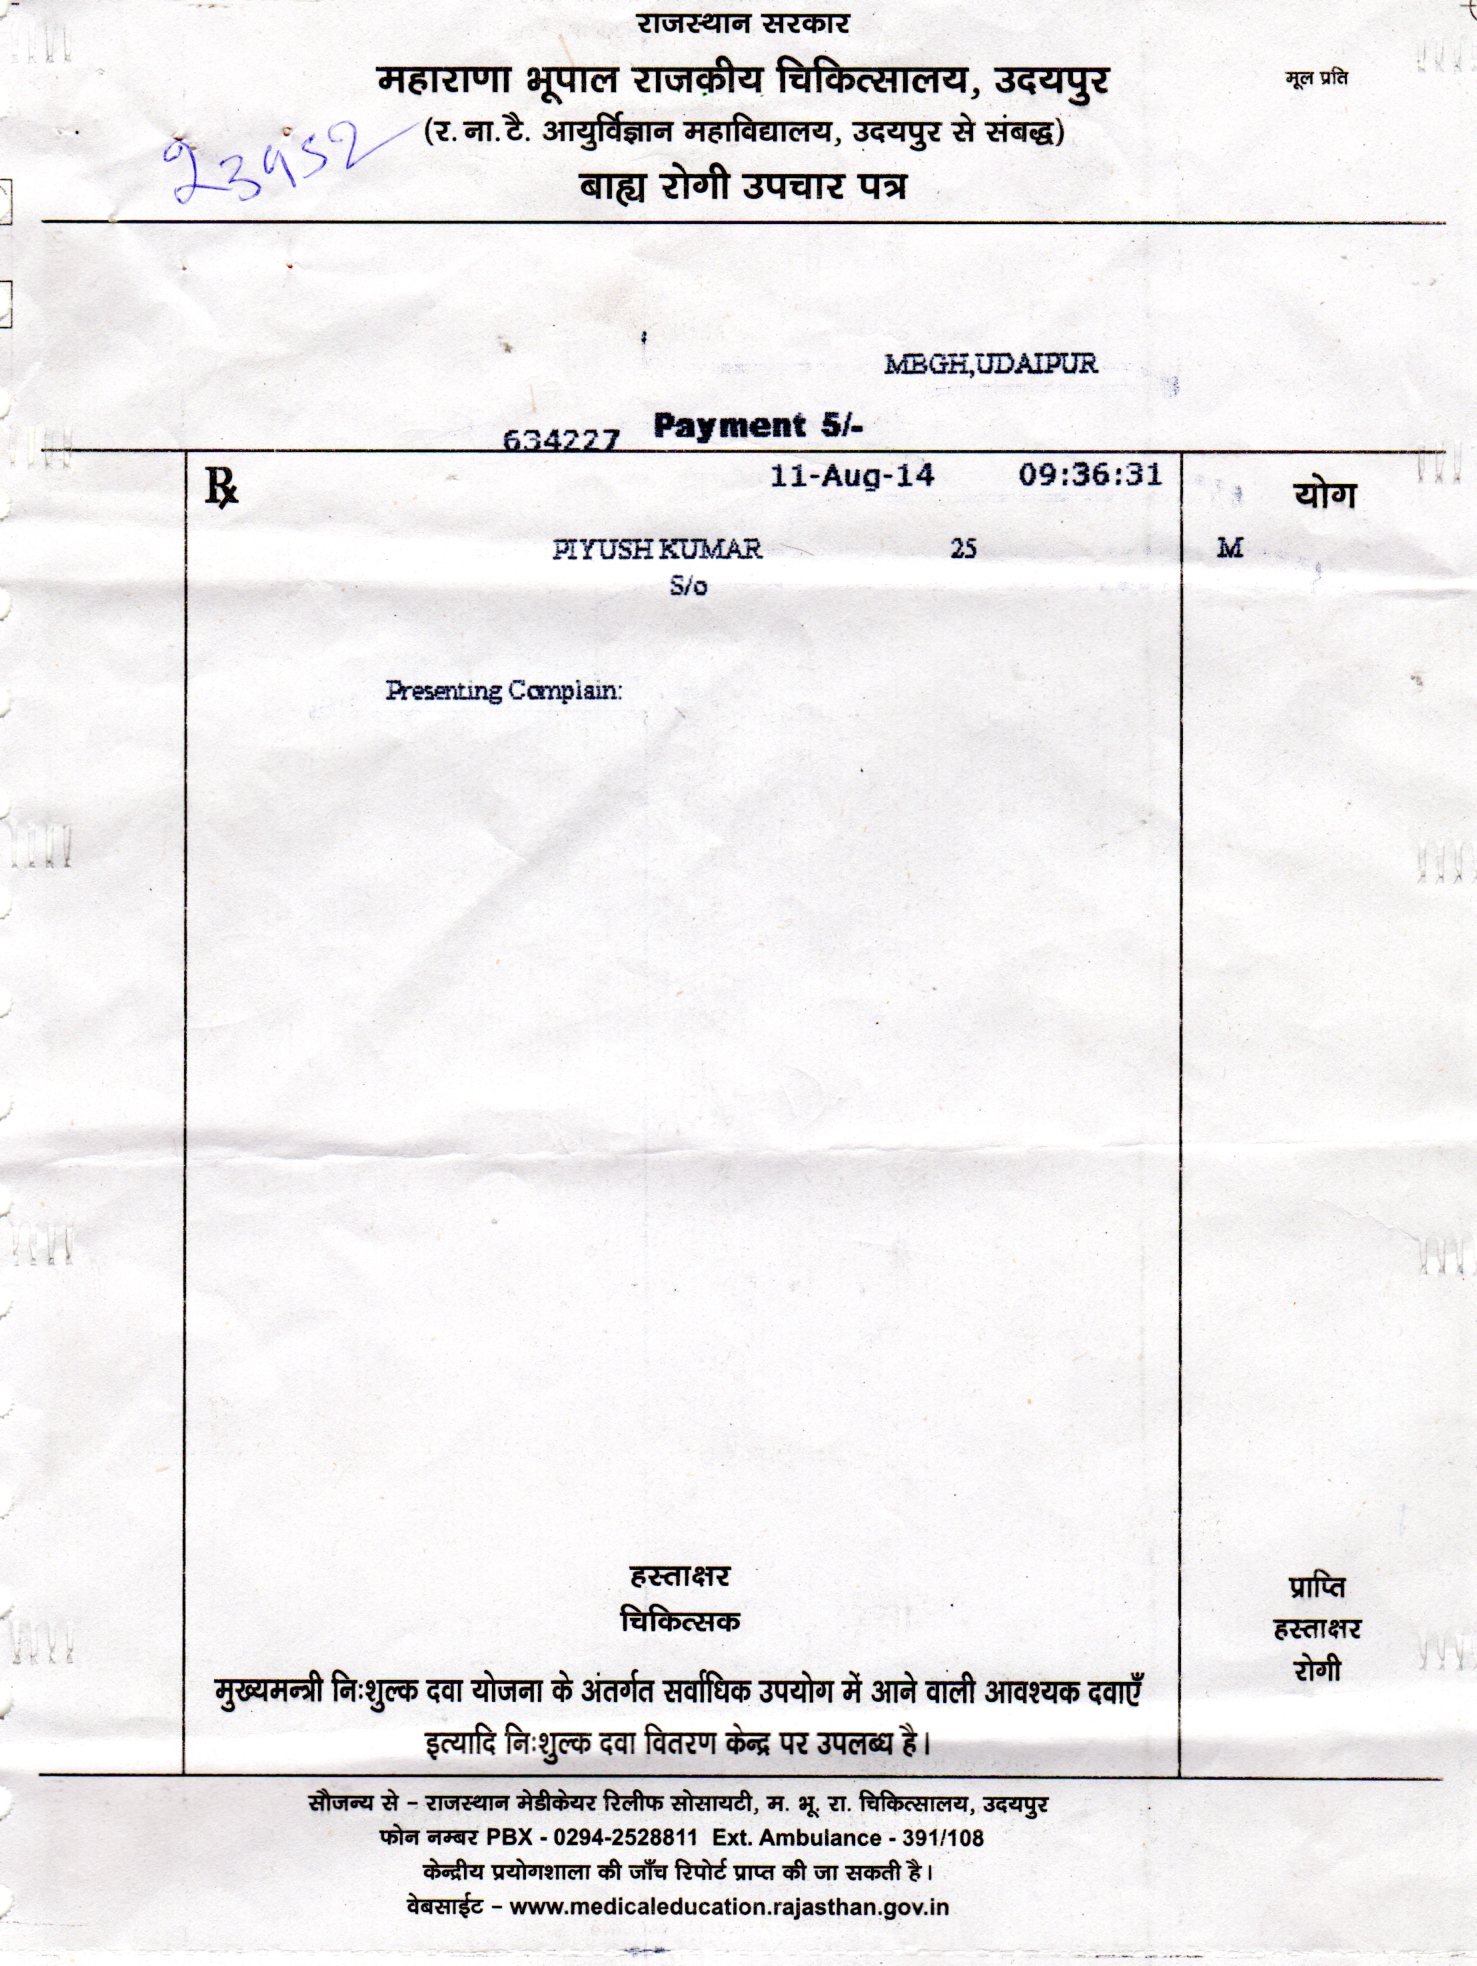 राजस्थान सरकार
महाराणा भूपाल राजकीय चिकित्सालय, उदयपुर
मूल प्रति
(र. ना. टै. आयुर्विज्ञान महाविद्यालय, उदयपुर से संबद्ध)
23952
बाह्य रोगी उपचार पत्र
MBGH,UDAIPUR
634227 Payment 5/-
℞ 11-Aug-14 09:36:31 योग
PIYUSH KUMAR 25 M
S/o
Presenting Complain:
हस्ताक्षर
चिकित्सक
प्राप्ति
हस्ताक्षर
रोगी
मुख्यमन्त्री निःशुल्क दवा योजना के अंतर्गत सर्वाधिक उपयोग में आने वाली आवश्यक दवाएँ
इत्यादि निःशुल्क दवा वितरण केन्द्र पर उपलब्ध है।
सौजन्य से – राजस्थान मेडीकेयर रिलीफ सोसायटी, म. भू. रा. चिकित्सालय, उदयपुर
फोन नम्बर PBX - 0294-2528811 Ext. Ambulance - 391/108
केन्द्रीय प्रयोगशाला की जाँच रिपोर्ट प्राप्त की जा सकती है।
वेबसाईट – www.medicaleducation.rajasthan.gov.in